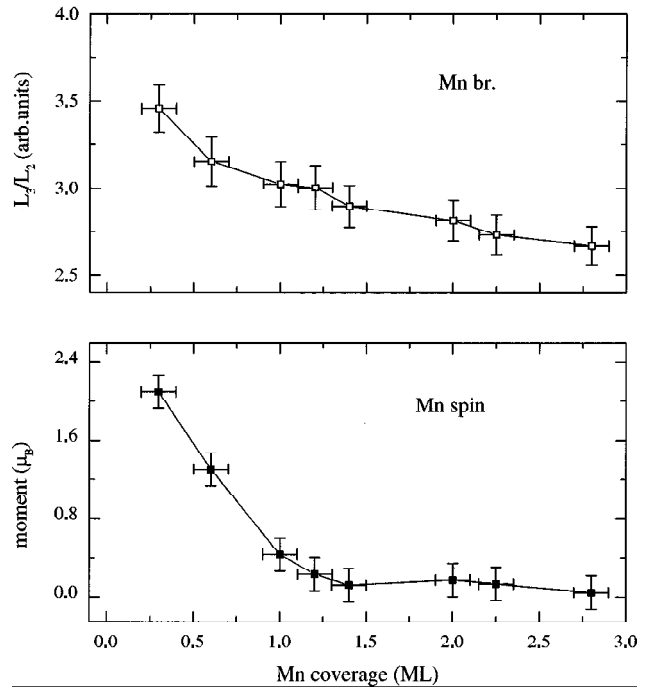 4.0
3.5
3.0
2.5
L₃/L₂ (arb.units)
Mn br.
2.4
1.6
0.8
0.0
moment (μ_B)
Mn spin
0.0 0.5 1.0 1.5 2.0 2.5 3.0
Mn coverage (ML)